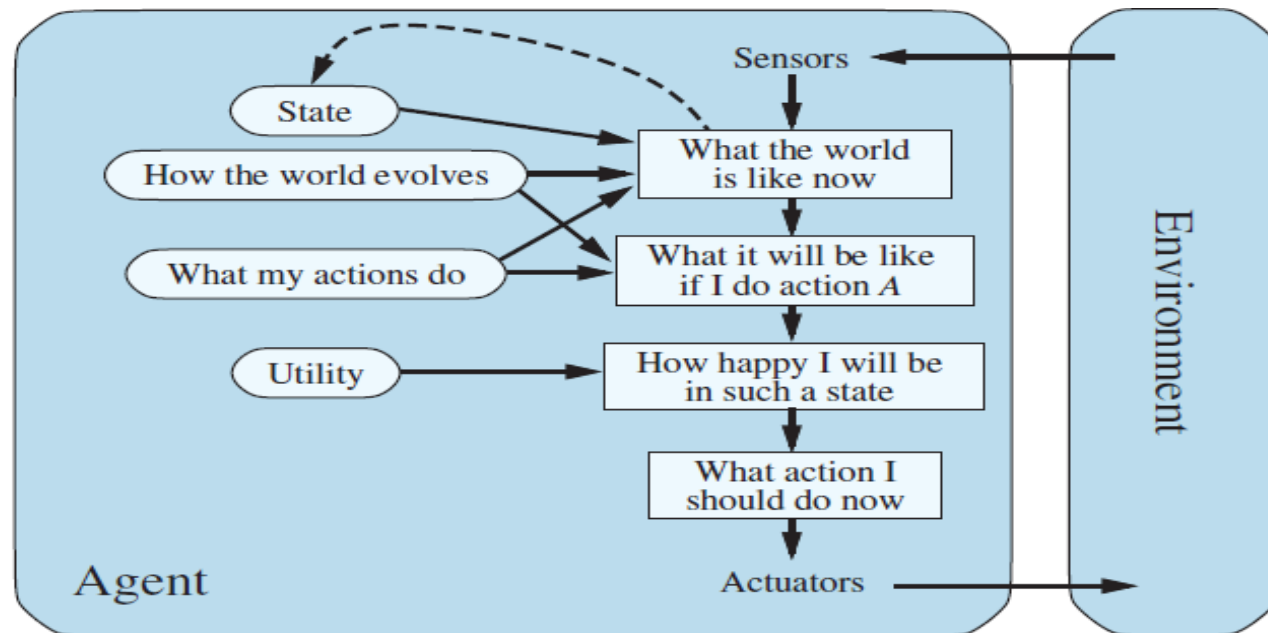 Sensors
State
What the world
is like now
How the world evolves
What my actions do
What it will be like
if I do action A
Utility
How happy I will be
in such a state
What action I
should do now
Agent
Actuators
Environment